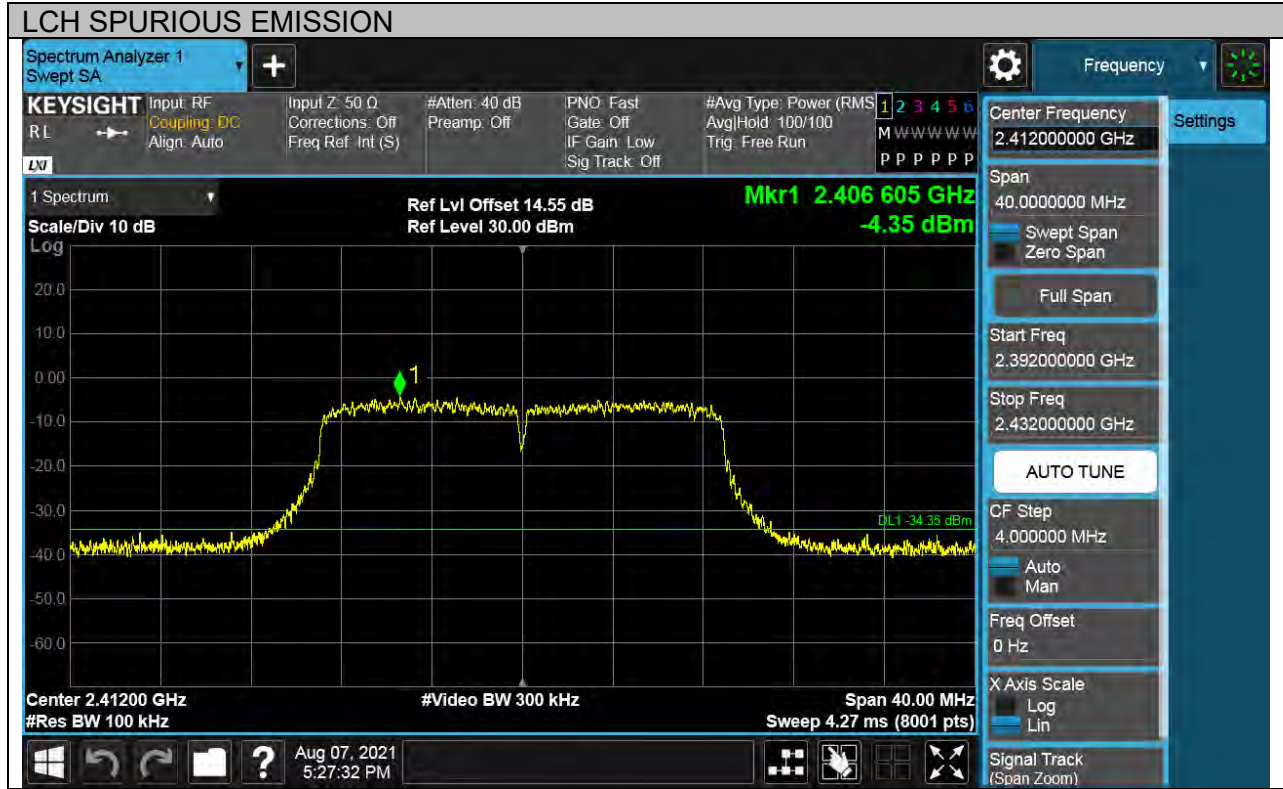 LCH SPURIOUS EMISSION
Spectrum Analyzer 1
Swept SA
Frequency
KEYSIGHT
RL
LXI
Input: RF
Coupling: DC
Align: Auto
Input Z: 50 Ω
Corrections: Off
Freq Ref: Int (S)
#Atten: 40 dB
Preamp: Off
PNO: Fast
Gate: Off
IF Gain: Low
Sig Track: Off
#Avg Type: Power (RMS
Avg|Hold: 100/100
Trig: Free Run
1 2 3 4 5 6
M W W W W W
P P P P P P
Center Frequency
2.412000000 GHz
Settings
1 Spectrum
Scale/Div 10 dB
Ref Lvl Offset 14.55 dB
Ref Level 30.00 dBm
Mkr1 2.406 605 GHz
-4.35 dBm
Span
40.0000000 MHz
Swept Span
Zero Span
Full Span
Start Freq
2.392000000 GHz
Stop Freq
2.432000000 GHz
AUTO TUNE
CF Step
4.000000 MHz
Auto
Man
Freq Offset
0 Hz
X Axis Scale
Log
Lin
Signal Track
(Span Zoom)
Log
20.0
10.0
0.00
-10.0
-20.0
-30.0
-40.0
-50.0
-60.0
1
DL1 -34.35 dBm
Center 2.41200 GHz
#Res BW 100 kHz
#Video BW 300 kHz
Span 40.00 MHz
Sweep 4.27 ms (8001 pts)
?
Aug 07, 2021
5:27:32 PM